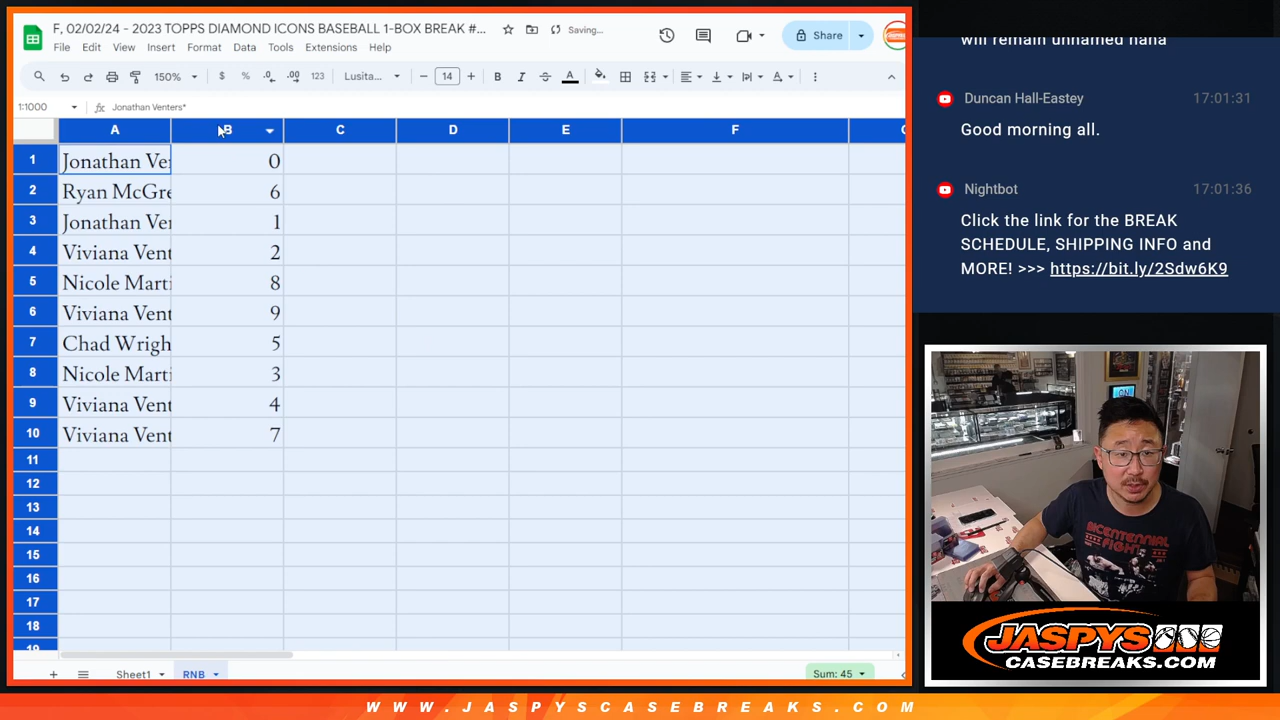 F, 02/02/24 - 2023 TOPPS DIAMOND ICONS BASEBALL 1-BOX BREAK #...
Saving...
Share
File Edit View Insert Format Data Tools Extensions Help
150% $ % .0 .00 123 Lusita... 14 B I S A
1:1000 fx Jonathan Venters*
A B C D E F
1 Jonathan Ve 0
2 Ryan McGre 6
3 Jonathan Ve 1
4 Viviana Vent 2
5 Nicole Marti 8
6 Viviana Vent 9
7 Chad Wrigh 5
8 Nicole Marti 3
9 Viviana Vent 4
10 Viviana Vent 7
11
12
13
14
15
16
17
18
19
+ Sheet1 RNB Sum: 45
will remain unnamed haha
Duncan Hall-Eastey 17:01:31
Good morning all.
Nightbot 17:01:36
Click the link for the BREAK
SCHEDULE, SHIPPING INFO and
MORE! >>> https://bit.ly/2Sdw6K9
BICENTENNIAL
FIGHT
JASPYS
CASEBREAKS.COM
WWW.JASPYSCASEBREAKS.COM